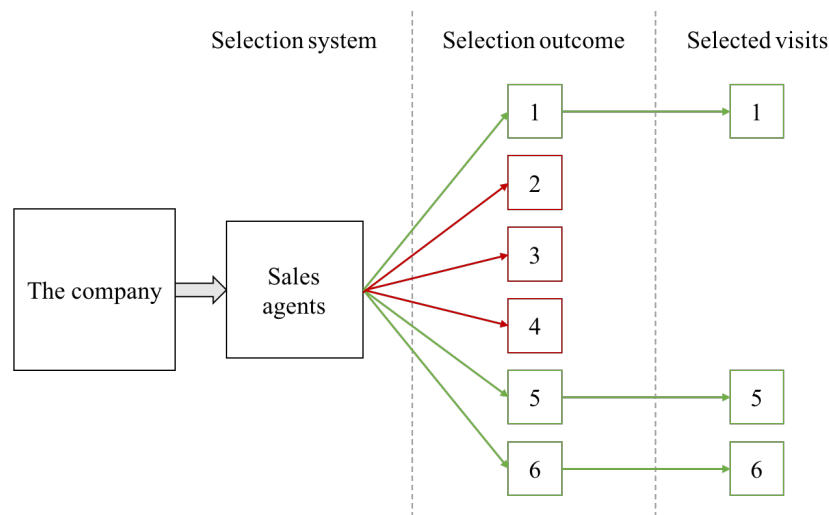 Selection system
Selection outcome
Selected visits
1
1
2
The company
Sales
agents
3
4
5
5
6
6